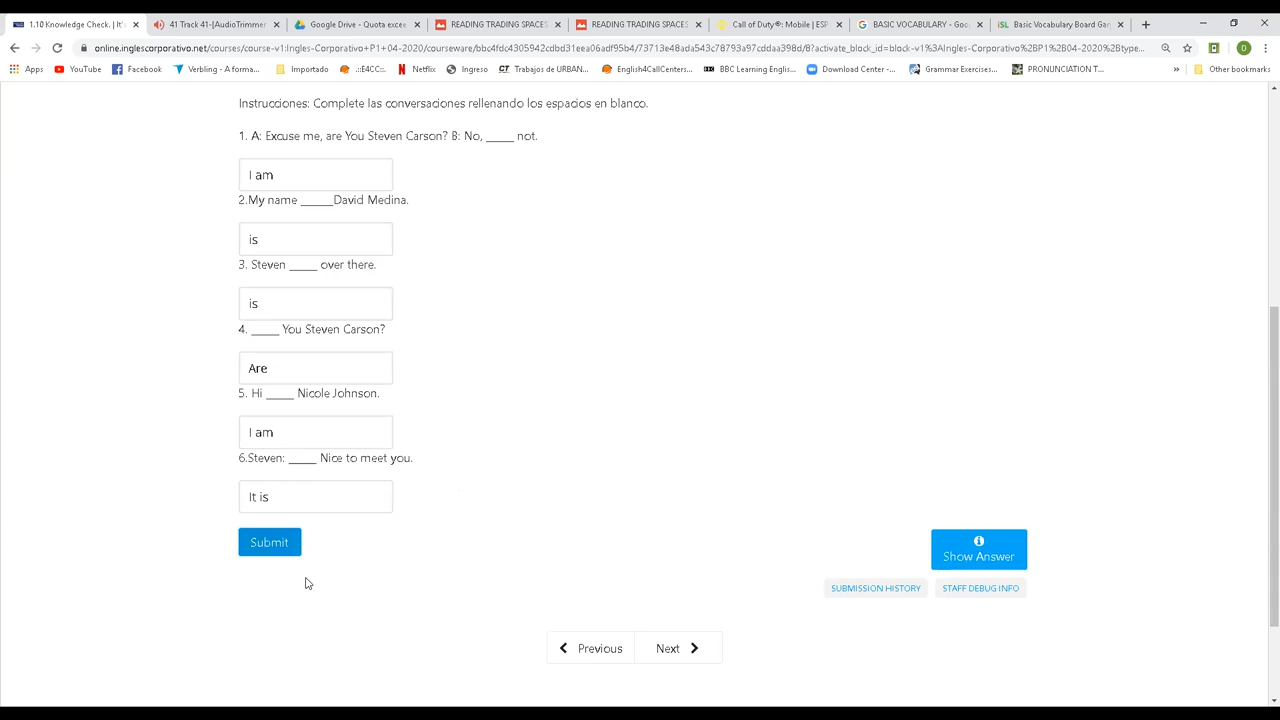 1.10 Knowledge Check. | It's
41 Track 41-[AudioTrimmer
Google Drive - Quota excee
READING TRADING SPACES
READING TRADING SPACES
Call of Duty®: Mobile | ESP
BASIC VOCABULARY - Goo
Basic Vocabulary Board Gam
online.inglescorporativo.net/courses/course-v1:Ingles-Corporativo+P1+04-2020/courseware/bbc4fdc4305942cdbd31eea06adf95b4/73713e48ada543c78793a97cddaa398d/8?activate_block_id=block-v1%3AIngles-Corporativo%2BP1%2B04-2020%2Btype...
Apps
YouTube
Facebook
Verbling - A forma...
Importado
.::E4CC::.
Netflix
Ingreso
Trabajos de URBAN...
English4CallCenters...
BBC Learning Englis...
Download Center -...
Grammar Exercises...
PRONUNCIATION T...
Other bookmarks
Instrucciones: Complete las conversaciones rellenando los espacios en blanco.
1. A: Excuse me, are You Steven Carson? B: No, _____ not.
I am
2.My name ______David Medina.
is
3. Steven _____ over there.
is
4. _____ You Steven Carson?
Are
5. Hi _____ Nicole Johnson.
I am
6.Steven: _____ Nice to meet you.
It is
Submit
Show Answer
SUBMISSION HISTORY
STAFF DEBUG INFO
Previous
Next